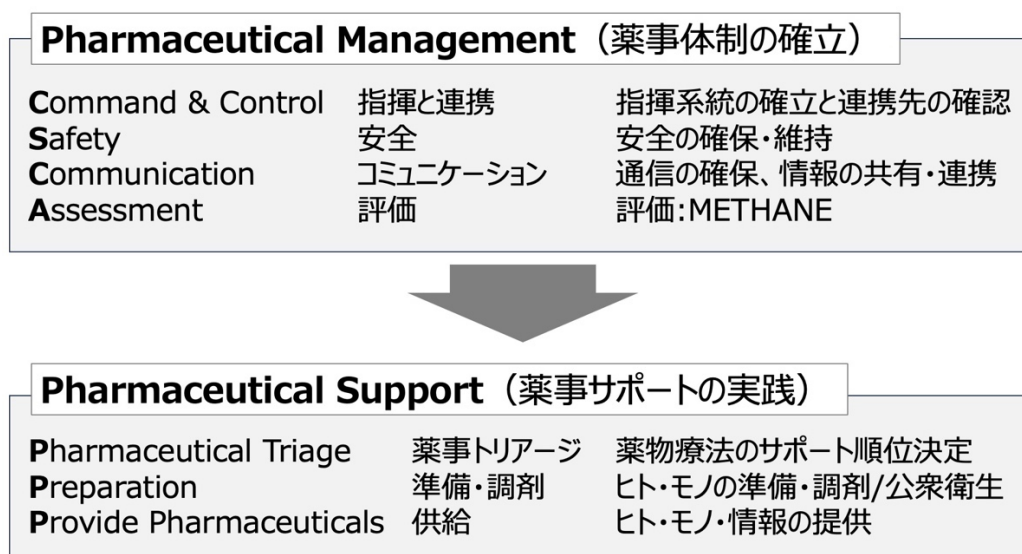 Pharmaceutical Management（薬事体制の確立）
Command & Control 指揮と連携 指揮系統の確立と連携先の確認
Safety 安全 安全の確保・維持
Communication コミュニケーション 通信の確保、情報の共有・連携
Assessment 評価 評価:METHANE
Pharmaceutical Support（薬事サポートの実践）
Pharmaceutical Triage 薬事トリアージ 薬物療法のサポート順位決定
Preparation 準備・調剤 ヒト・モノの準備・調剤/公衆衛生
Provide Pharmaceuticals 供給 ヒト・モノ・情報の提供